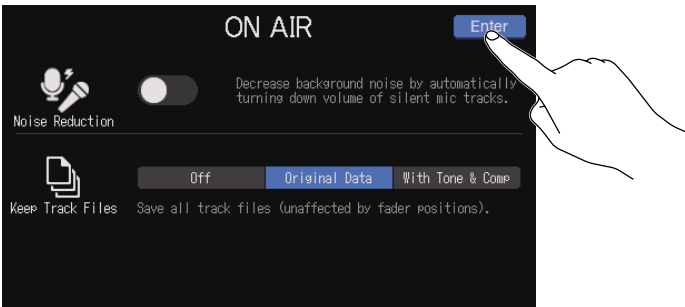 ON AIR
Enter
Decrease background noise by automatically
turning down volume of silent mic tracks.
Noise Reduction
Off
Original Data
With Tone & Comp
Keep Track Files
Save all track files (unaffected by fader positions).